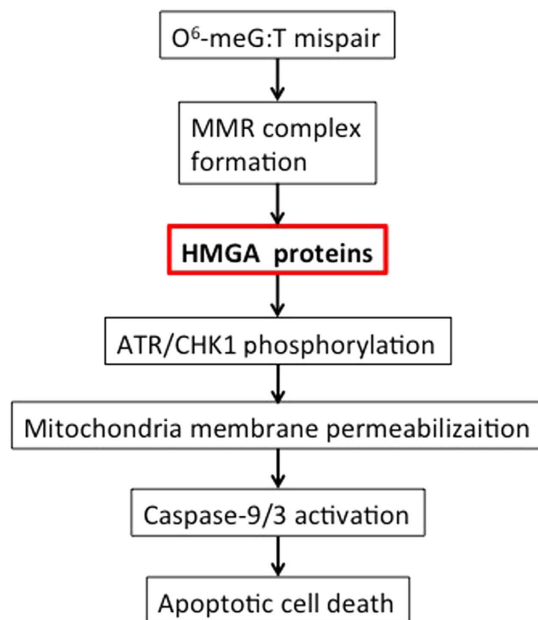 O⁶-meG:T mispair
MMR complex
formation
HMGA proteins
ATR/CHK1 phosphorylation
Mitochondria membrane permeabilizaition
Caspase-9/3 activation
Apoptotic cell death